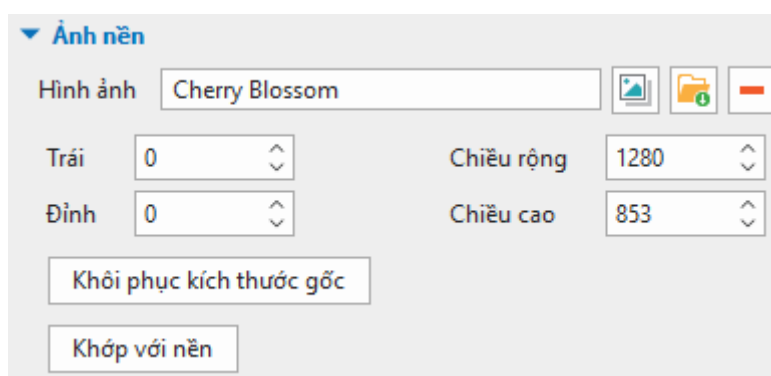 Ảnh nền
Hình ảnh Cherry Blossom
Trái 0 Chiều rộng 1280
Đỉnh 0 Chiều cao 853
Khôi phục kích thước gốc
Khớp với nền